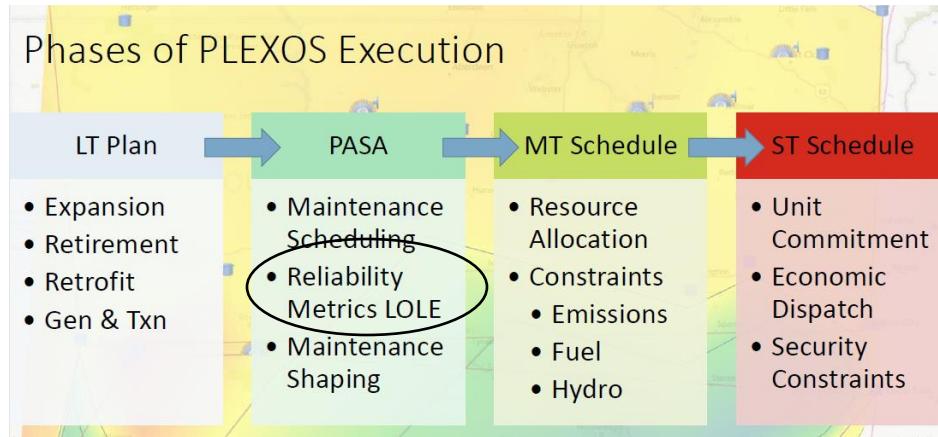 Phases of PLEXOS Execution
LT Plan
• Expansion
• Retirement
• Retrofit
• Gen & Txn
PASA
• Maintenance
Scheduling
• Reliability
Metrics LOLE
• Maintenance
Shaping
MT Schedule
• Resource
Allocation
• Constraints
• Emissions
• Fuel
• Hydro
ST Schedule
• Unit
Commitment
• Economic
Dispatch
• Security
Constraints